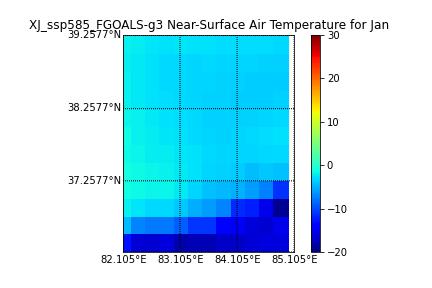 XJ_ssp585_FGOALS-g3 Near-Surface Air Temperature for Jan
39.2577°N
38.2577°N
37.2577°N
82.105°E 83.105°E 84.105°E 85.105°E
30
20
10
0
−10
−20